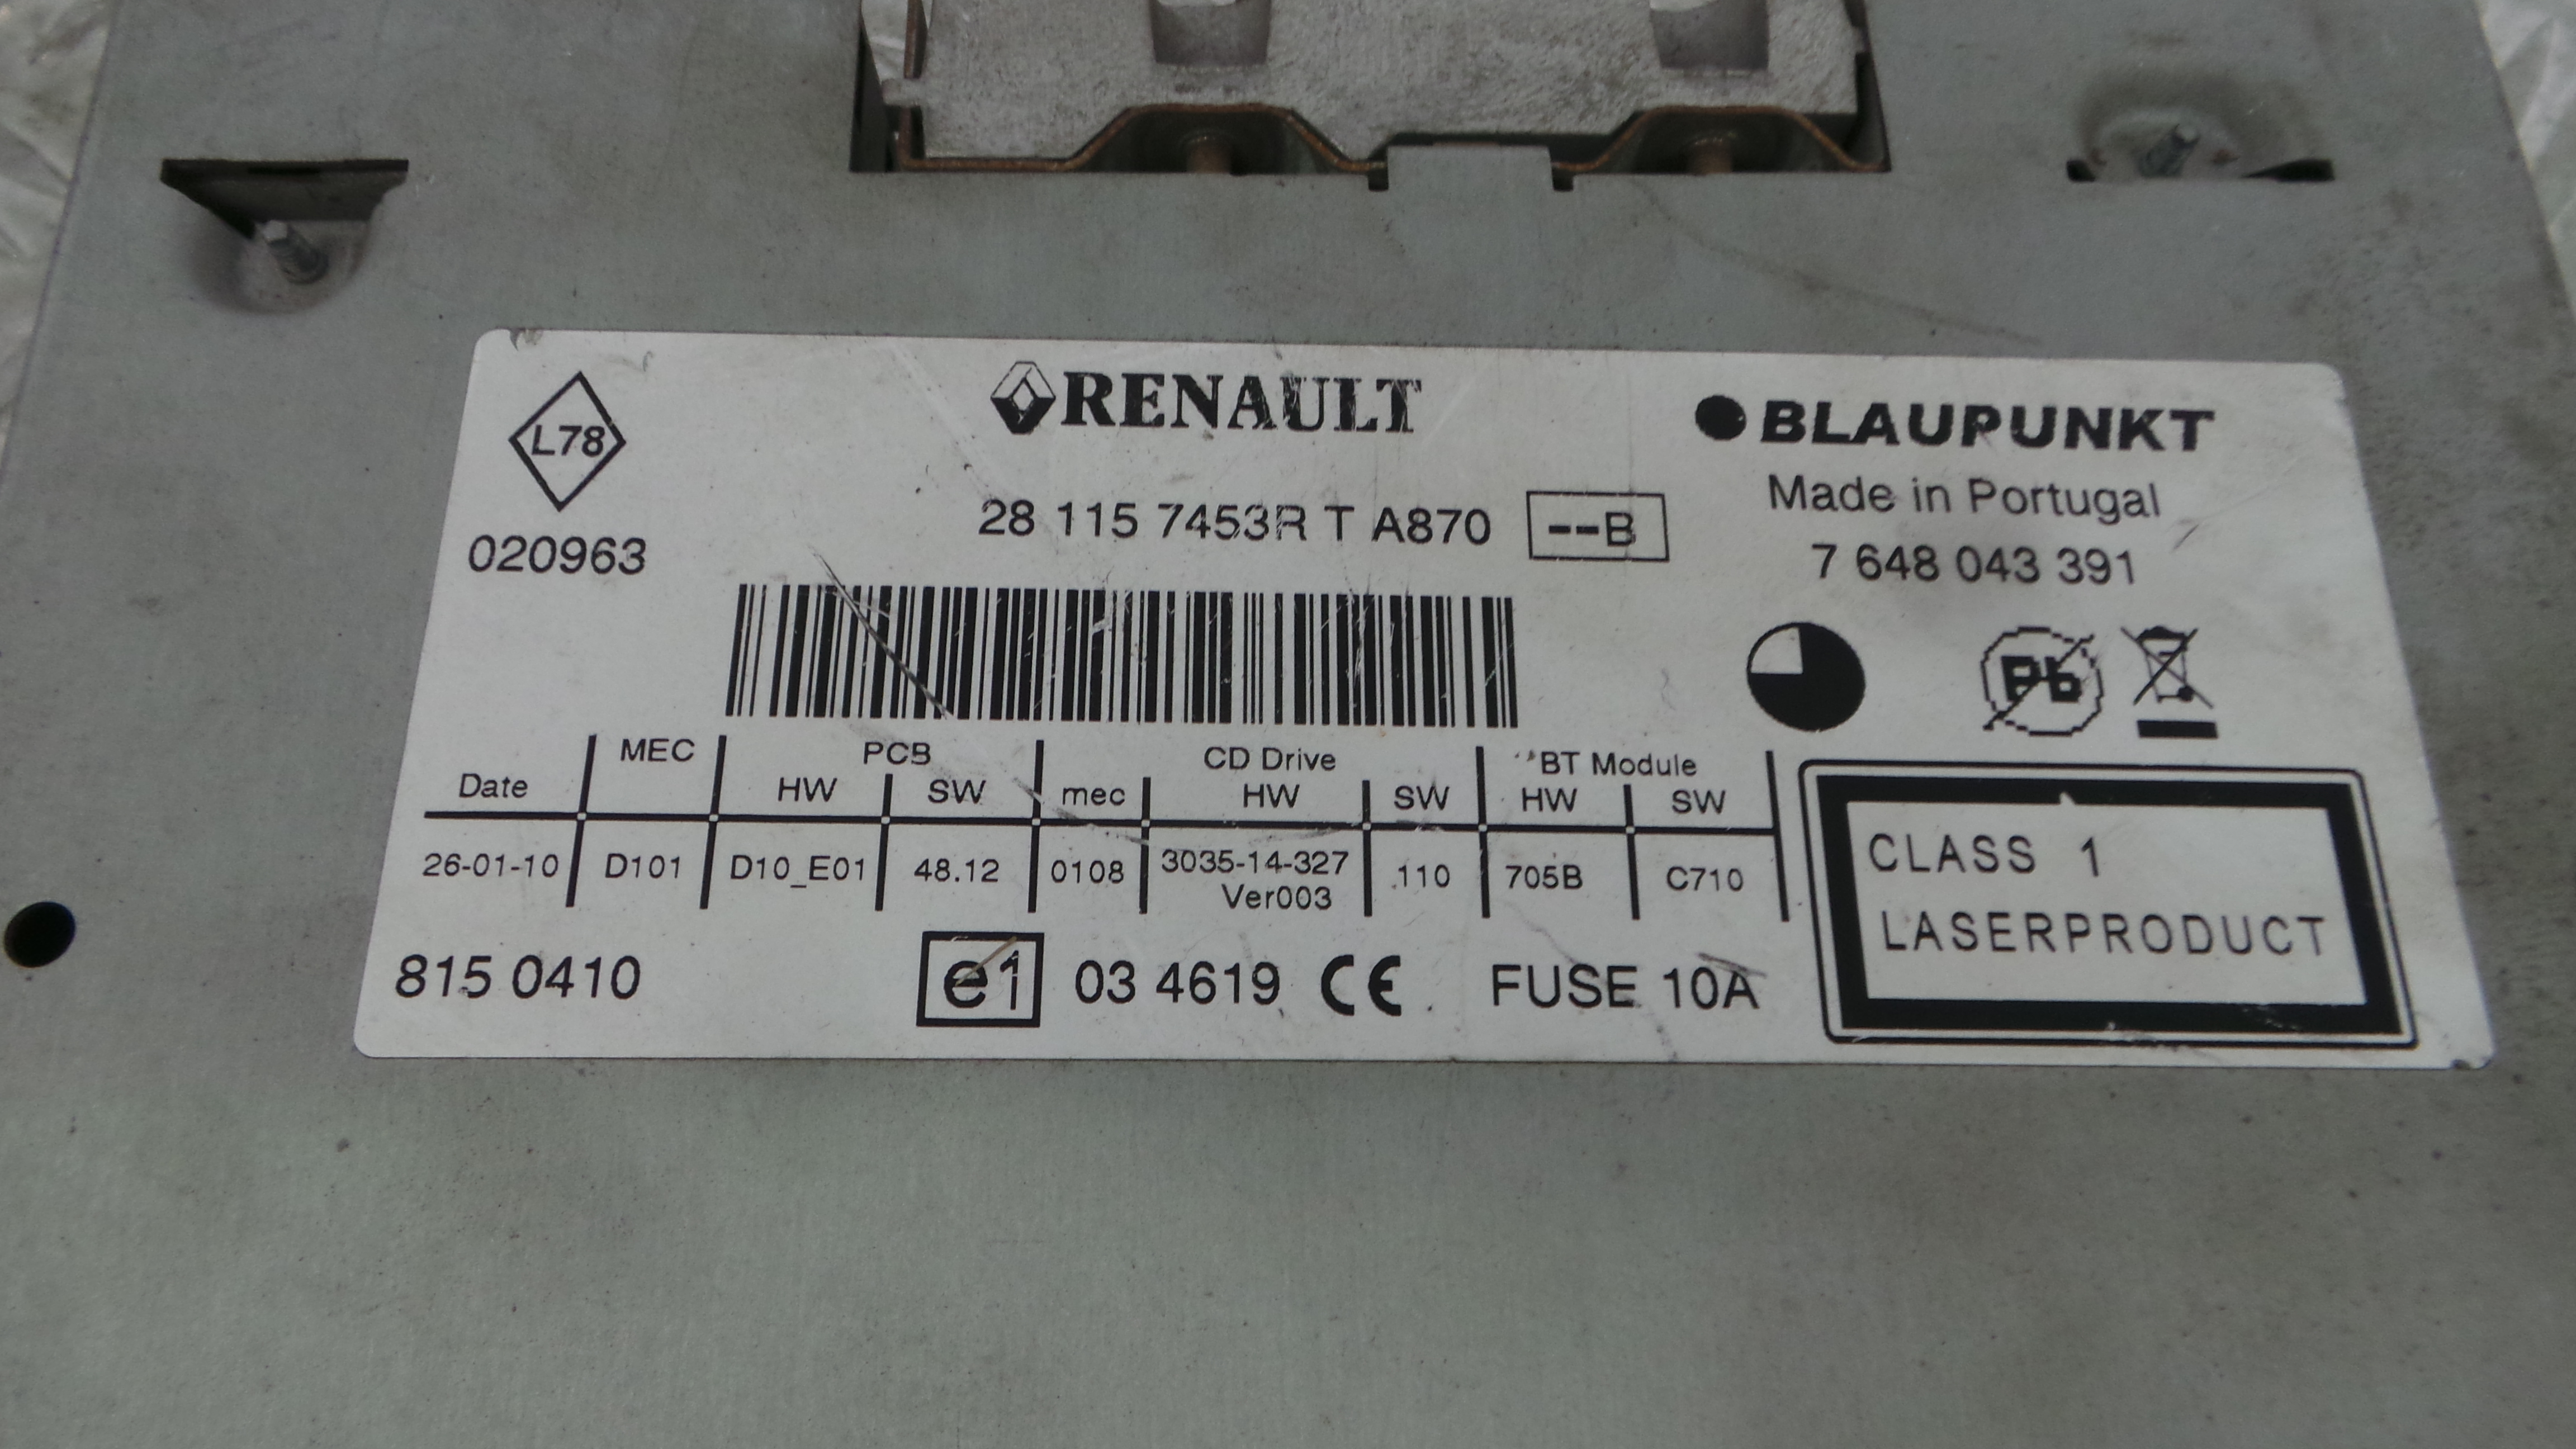 L78
RENAULT
BLAUPUNKT
Made in Portugal
020963
28 115 7453R T A870 --B
7 648 043 391
Pb
Date MEC PCB CD Drive BT Module
HW SW mec HW SW HW SW
26-01-10 D101 D10_E01 48.12 0108 3035-14-327 110 705B C710
Ver003
CLASS 1
LASERPRODUCT
815 0410 e1 03 4619 CE FUSE 10A